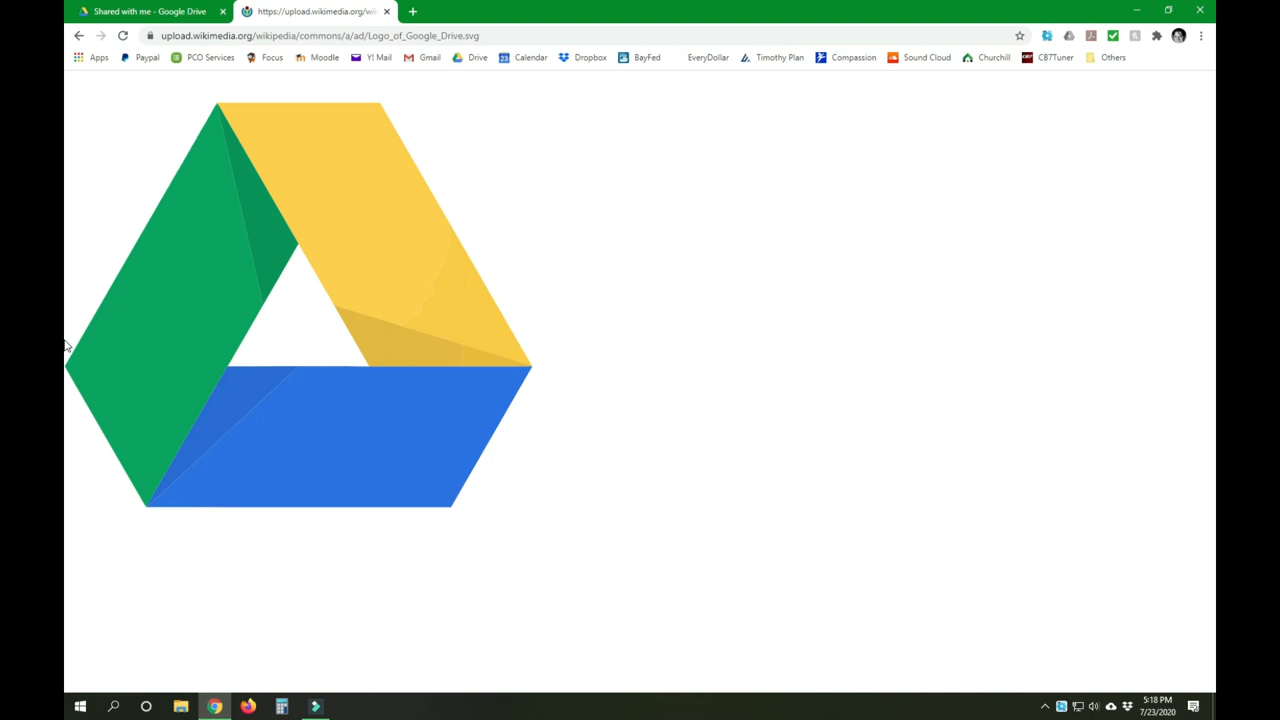 Shared with me - Google Drive
https://upload.wikimedia.org/wi
upload.wikimedia.org/wikipedia/commons/a/ad/Logo_of_Google_Drive.svg
Apps Paypal PCO Services Focus Moodle Y! Mail Gmail Drive 23 Calendar Dropbox BayFed EveryDollar Timothy Plan Compassion Sound Cloud Churchill CB7 CB7Tuner Others
5:18 PM
7/23/2020